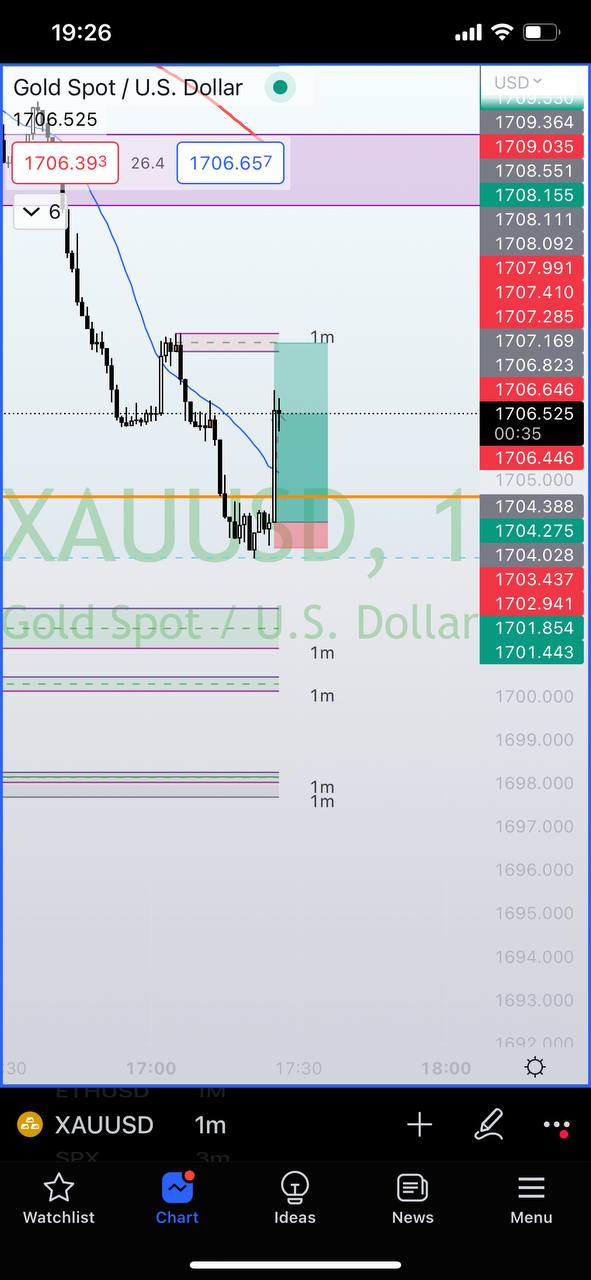 19:26
Gold Spot / U.S. Dollar
USD
1706.525
1709.364
1709.035
1706.393 26.4 1706.657
1708.551
1708.155
6
1708.111
1708.092
1707.991
1707.410
1707.285
1m
1707.169
1706.823
1706.646
1706.525
00:35
1706.446
1705.000
1704.388
XAUUSD, 1
1704.275
1704.028
1703.437
1702.941
Gold Spot / U.S. Dollar
1701.854
1m
1701.443
1m
1700.000
1699.000
1698.000
1m
1m
1697.000
1696.000
1695.000
1694.000
1693.000
1692.000
:30 17:00 17:30 18:00
ETHUSD 1M
XAUUSD 1m
SPX 3m
Watchlist Chart Ideas News Menu